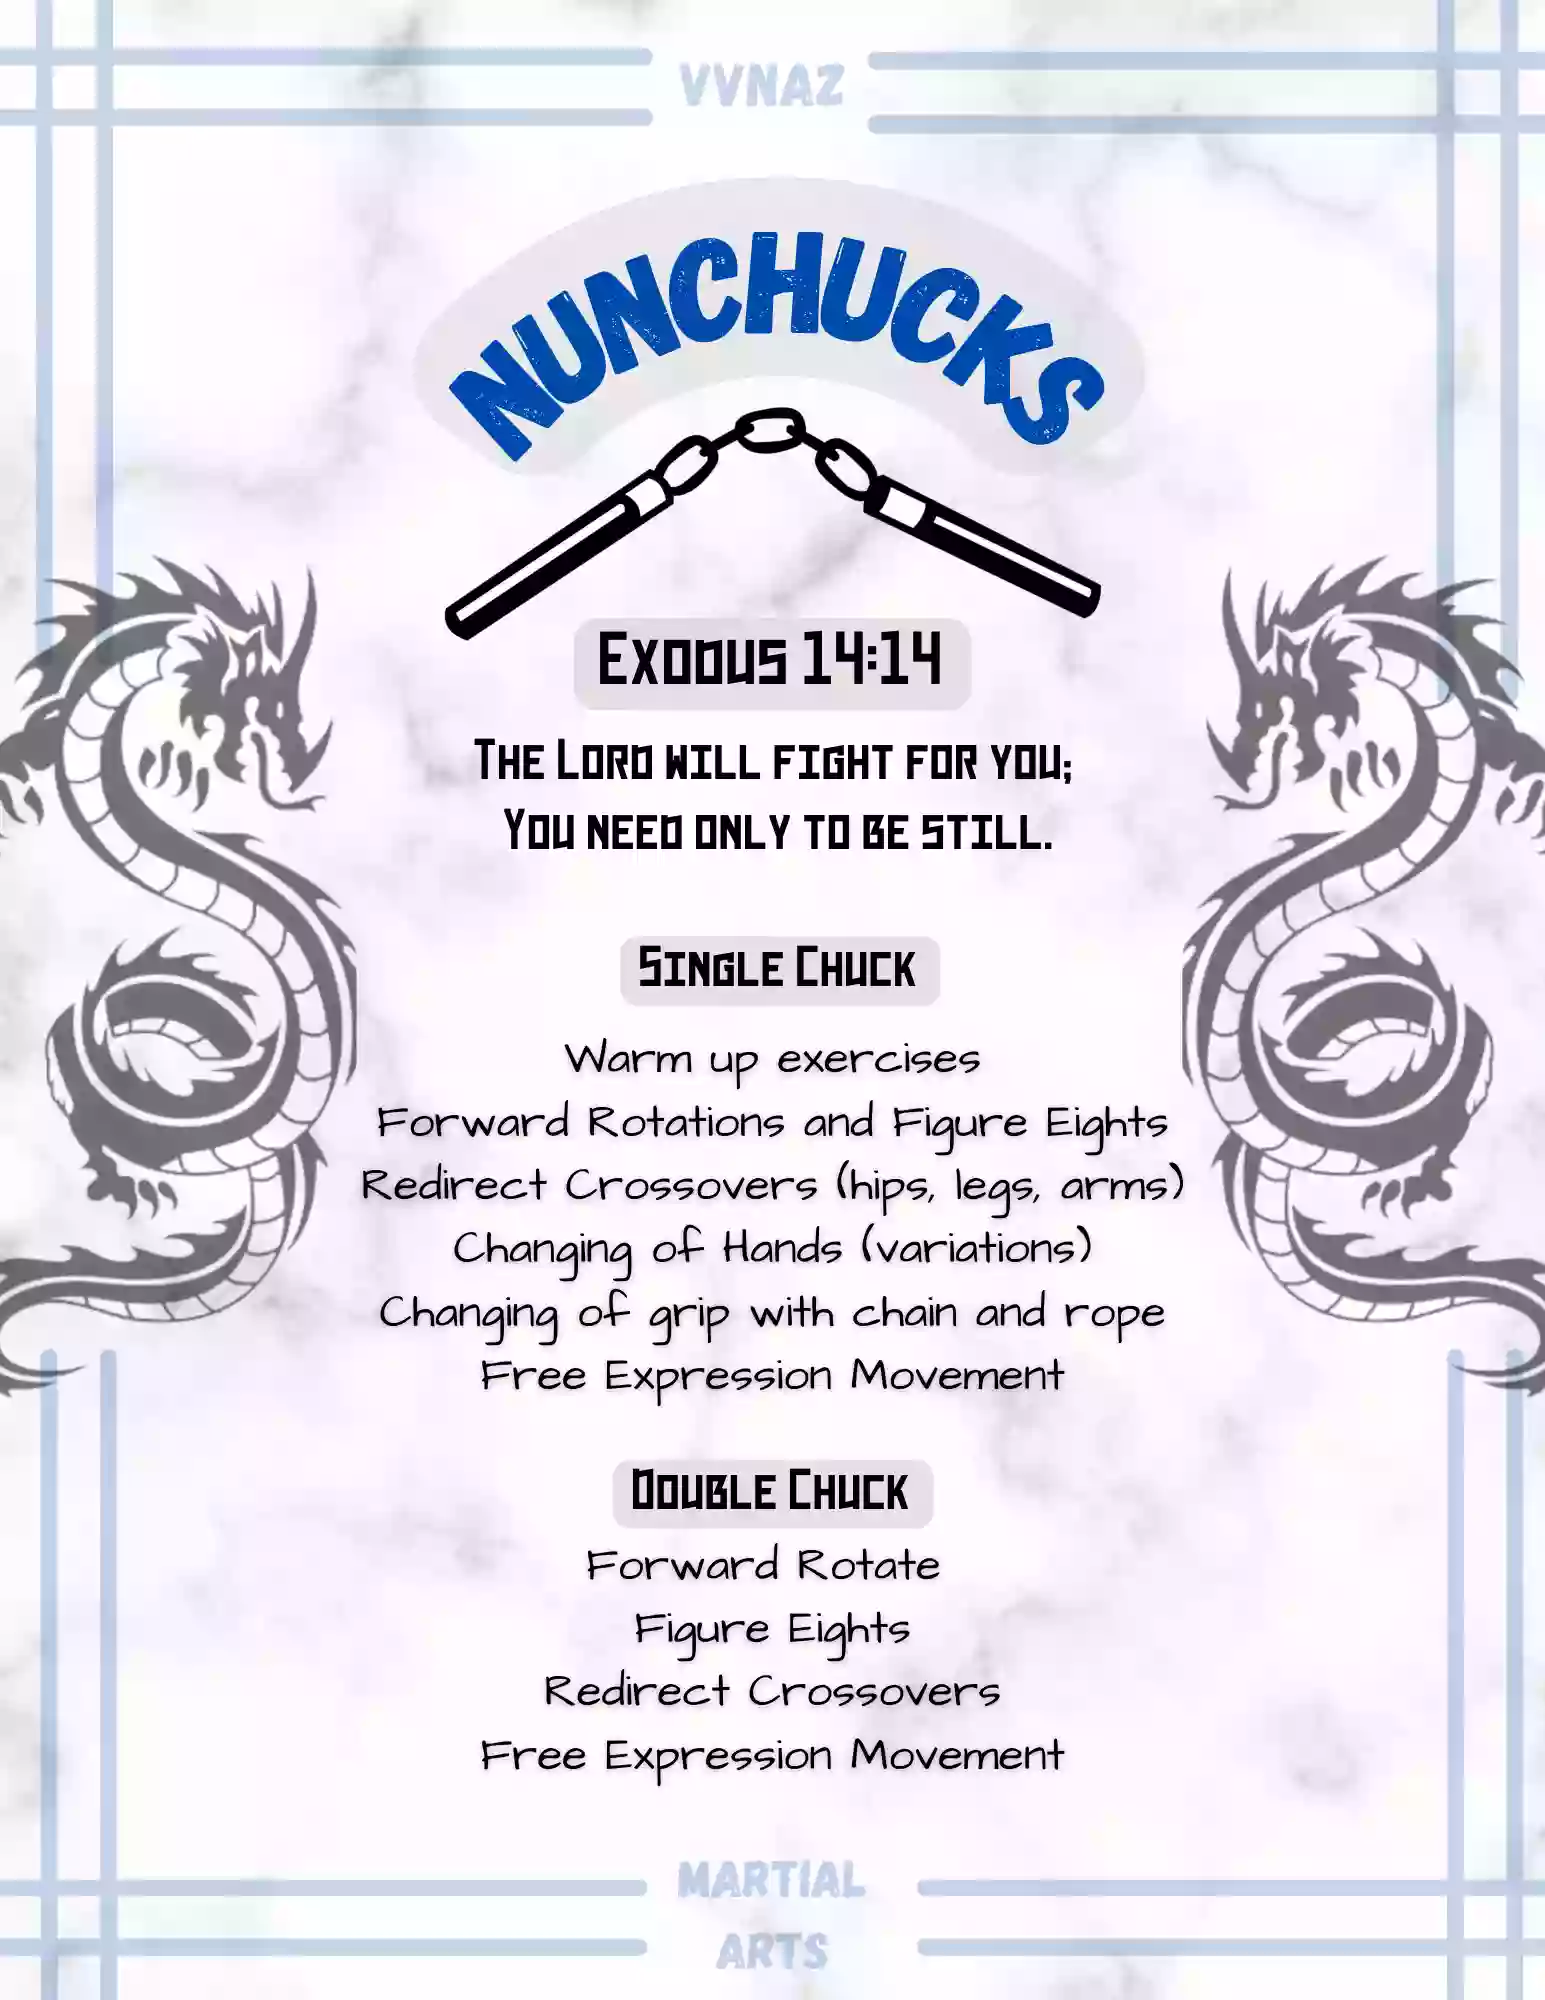 VVNAZ
NUNCHUCKS
Exodus 14:14
The Lord will fight for you;
You need only to be still.
Single Chuck
Warm up exercises
Forward Rotations and Figure Eights
Redirect Crossovers (hips, legs, arms)
Changing of Hands (variations)
Changing of grip with chain and rope
Free Expression Movement
Double Chuck
Forward Rotate
Figure Eights
Redirect Crossovers
Free Expression Movement
MARTIAL
ARTS